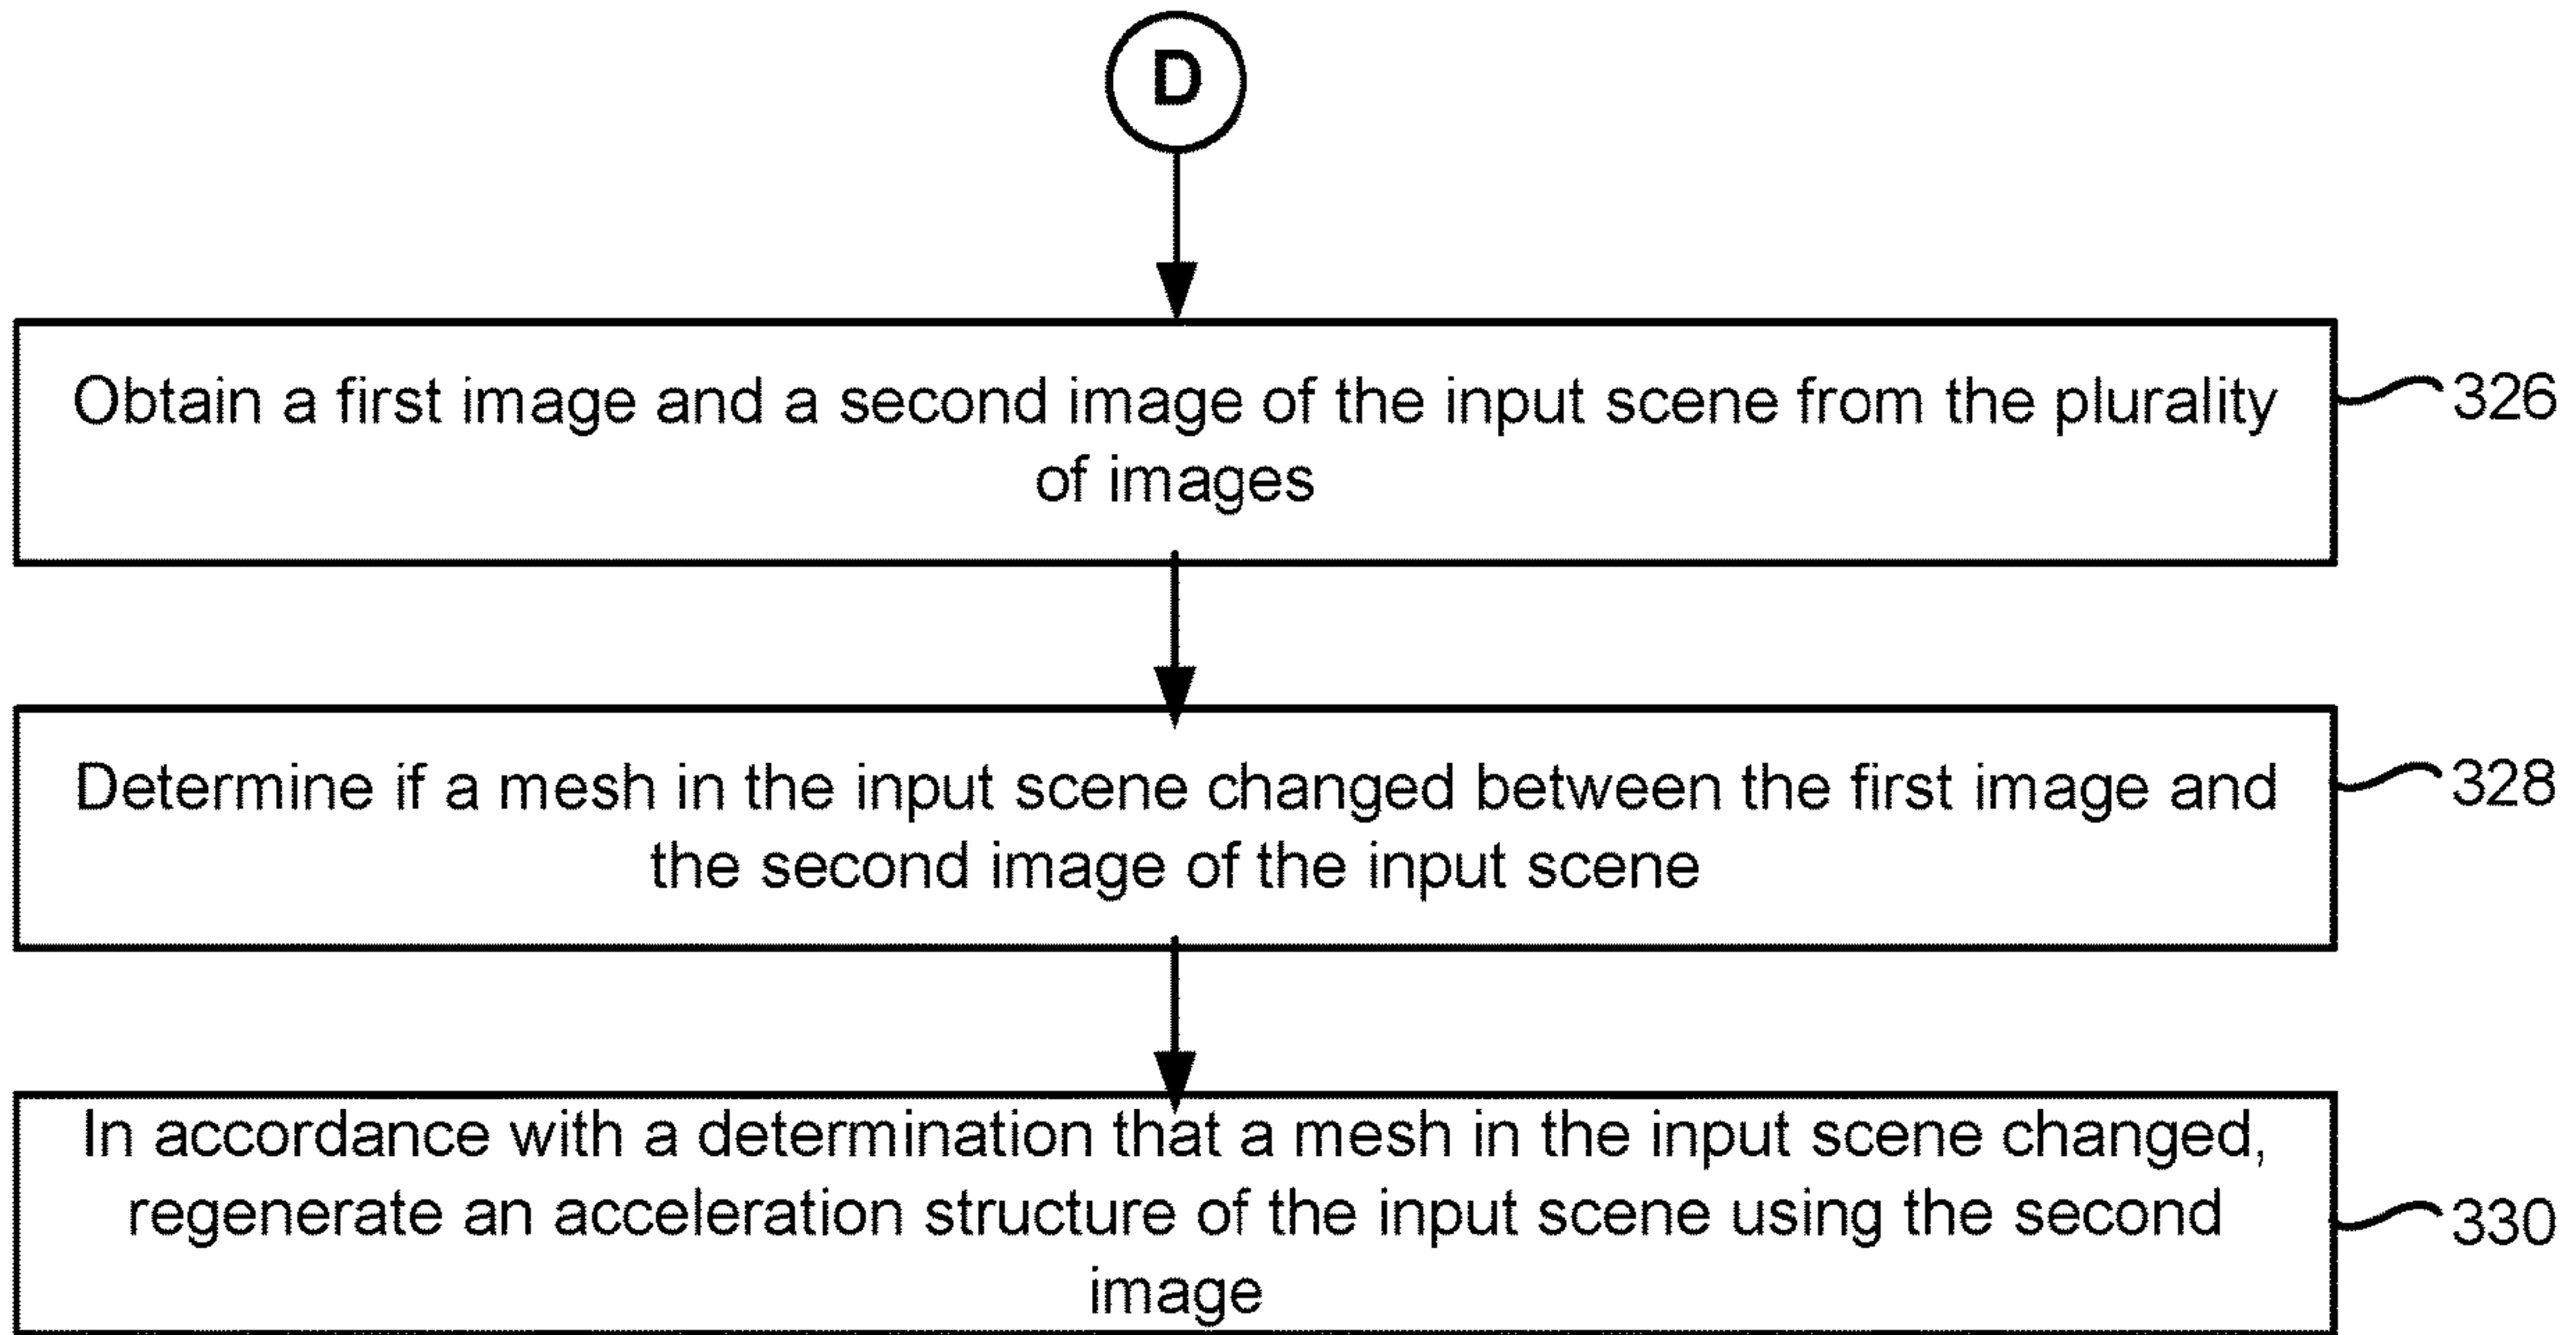 D
Obtain a first image and a second image of the input scene from the plurality
of images
326
Determine if a mesh in the input scene changed between the first image and
the second image of the input scene
328
In accordance with a determination that a mesh in the input scene changed,
regenerate an acceleration structure of the input scene using the second
image
330